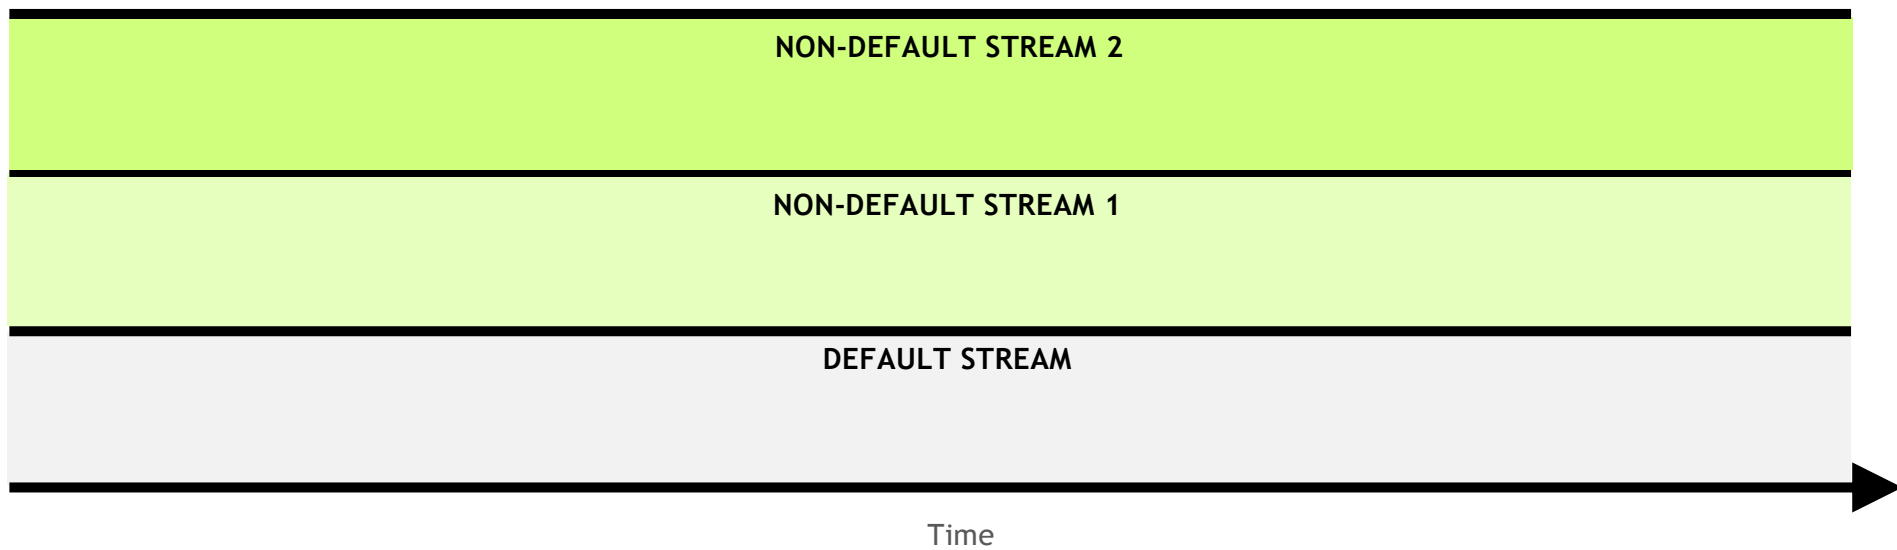 NON-DEFAULT STREAM 2
NON-DEFAULT STREAM 1
DEFAULT STREAM
Time